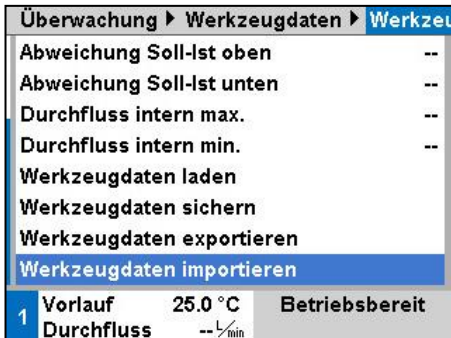 Überwachung ▶ Werkzeugdaten ▶ Werkzeu
Abweichung Soll-Ist oben --
Abweichung Soll-Ist unten --
Durchfluss intern max. --
Durchfluss intern min. --
Werkzeugdaten laden
Werkzeugdaten sichern
Werkzeugdaten exportieren
Werkzeugdaten importieren
1 Vorlauf 25.0 °C Betriebsbereit
Durchfluss -- L/min